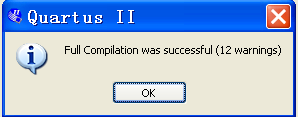 Quartus II
Full Compilation was successful (12 warnings)
OK